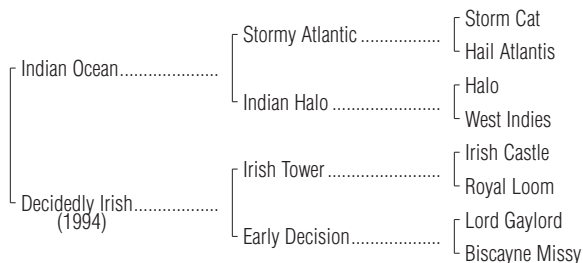 Storm Cat
Stormy Atlantic ..................
Hail Atlantis
Indian Ocean......................
Halo
Indian Halo ........................
West Indies
Irish Castle
Irish Tower .........................
Royal Loom
Decidedly Irish...................
(1994)
Lord Gaylord
Early Decision....................
Biscayne Missy